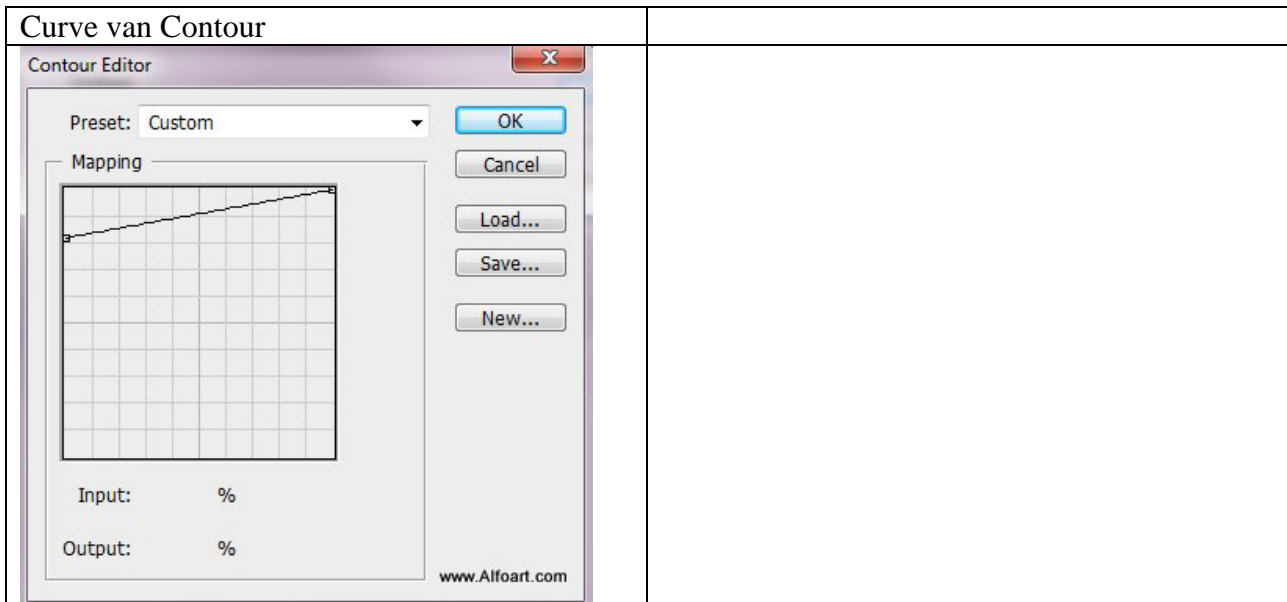 Curve van Contour
Contour Editor
Preset: Custom
OK
Mapping
Cancel
Load...
Save...
New...
Input: %
Output: %
www.Alfoart.com